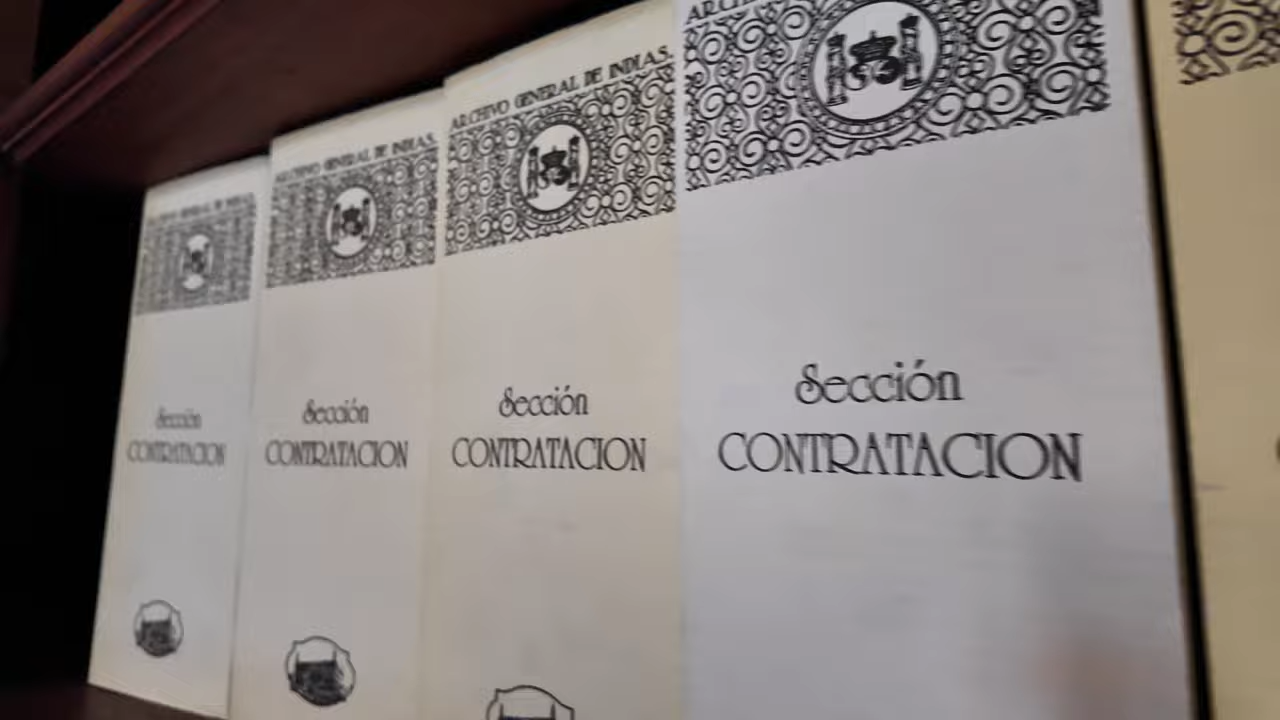 ARCHIVO GENERAL DE INDIAS.
Sección
CONTRATACION
ARCHIVO GENERAL DE INDIAS.
Sección
CONTRATACION
ARCHIVO GENERAL DE INDIAS.
Sección
CONTRATACION
Sección
CONTRATACION